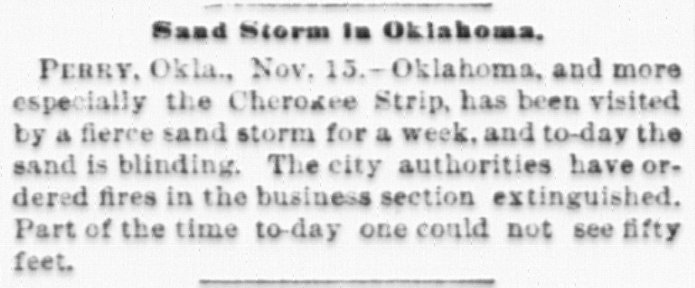 Sand Storm in Oklahoma.
PERRY, Okla., Nov. 15.—Oklahoma, and more
especially the Cherokee Strip, has been visited
by a fierce sand storm for a week, and to-day the
sand is blinding. The city authorities have or-
dered fires in the business section extinguished.
Part of the time to-day one could not see fifty
feet.